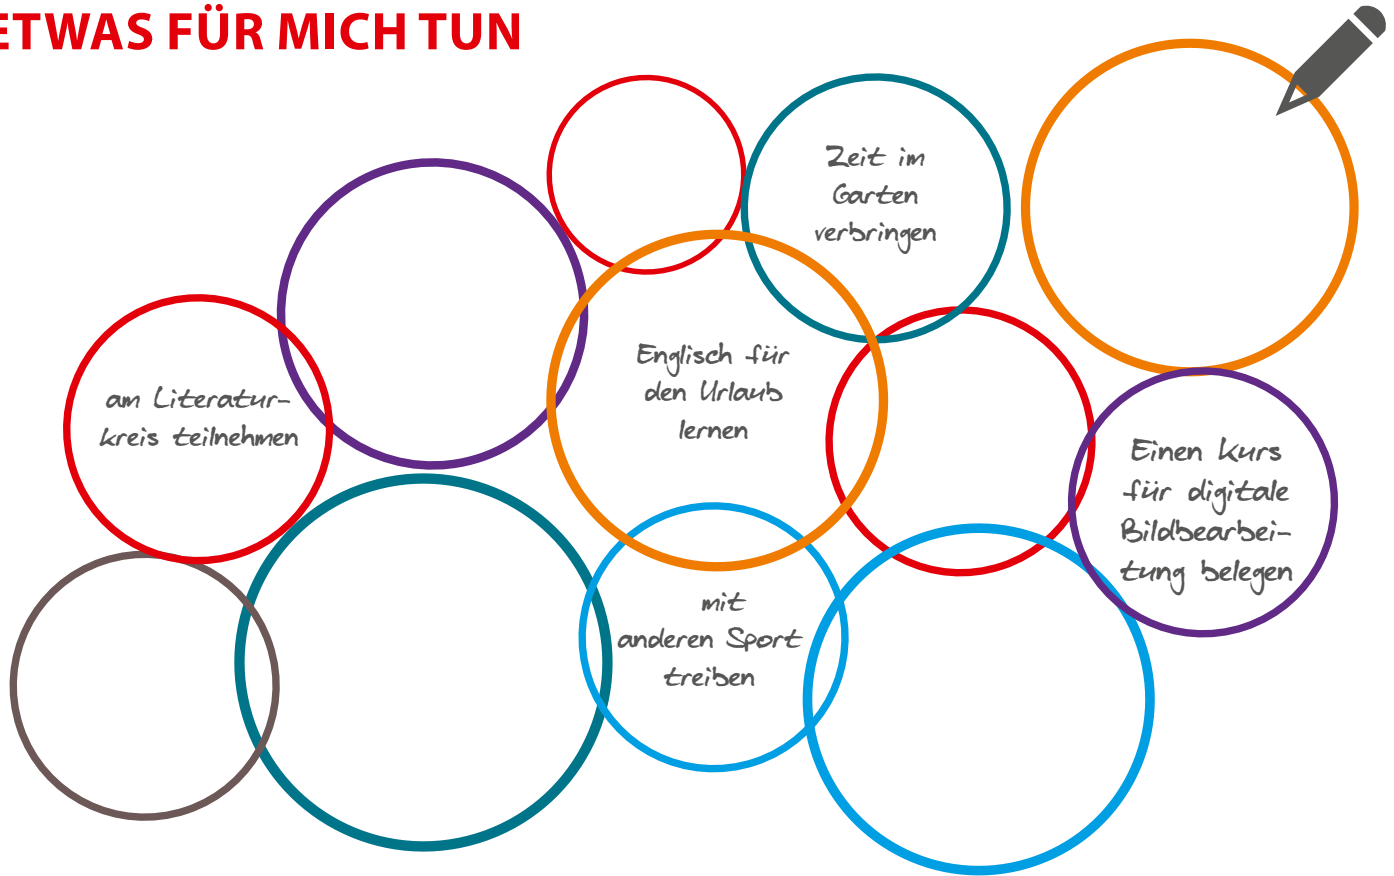 ETWAS FÜR MICH TUN
Zeit im
Garten
verbringen
Englisch für
den Urlaub
lernen
am Literatur-
kreis teilnehmen
Einen Kurs
für digitale
Bildbearbei-
tung belegen
mit
anderen Sport
treiben